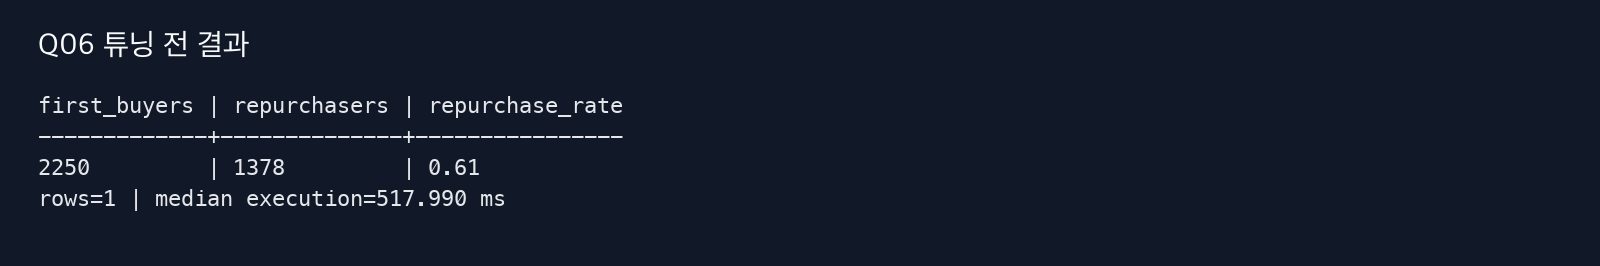 Q06 튜닝 전 결과
first_buyers | repurchasers | repurchase_rate
-------------+--------------+----------------
2250         | 1378         | 0.61
rows=1 | median execution=517.990 ms